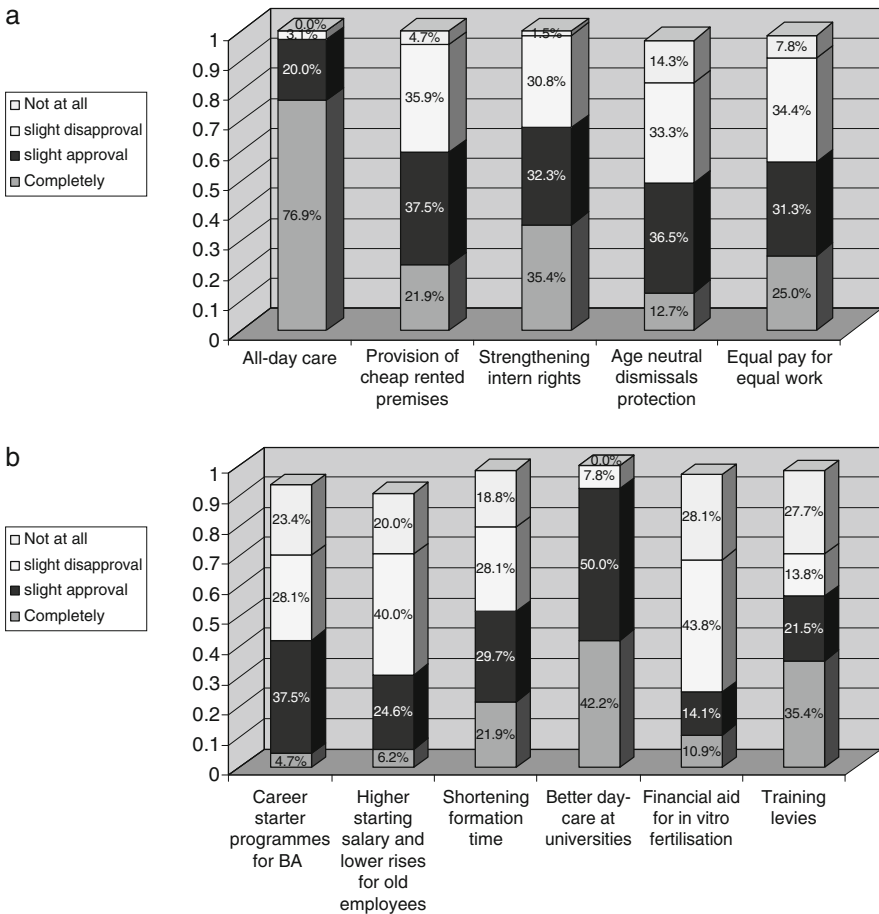 a
Not at all
slight disapproval
slight approval
Completely
1
0.9
0.8
0.7
0.6
0.5
0.4
0.3
0.2
0.1
0
0.0%
3.1%
20.0%
76.9%
4.7%
35.9%
37.5%
21.9%
1.5%
30.8%
32.3%
35.4%
14.3%
33.3%
36.5%
12.7%
7.8%
34.4%
31.3%
25.0%
All-day care
Provision of
cheap rented
premises
Strengthening
intern rights
Age neutral
dismissals
protection
Equal pay for
equal work
b
Not at all
slight disapproval
slight approval
Completely
1
0.9
0.8
0.7
0.6
0.5
0.4
0.3
0.2
0.1
0
23.4%
28.1%
37.5%
4.7%
20.0%
40.0%
24.6%
6.2%
18.8%
28.1%
29.7%
21.9%
0.0%
7.8%
50.0%
42.2%
28.1%
43.8%
14.1%
10.9%
27.7%
13.8%
21.5%
35.4%
Career
starter
programmes
for BA
Higher
starting
salary and
lower rises
for old
employees
Shortening
formation
time
Better day-
care at
universities
Financial aid
for in vitro
fertilisation
Training
levies